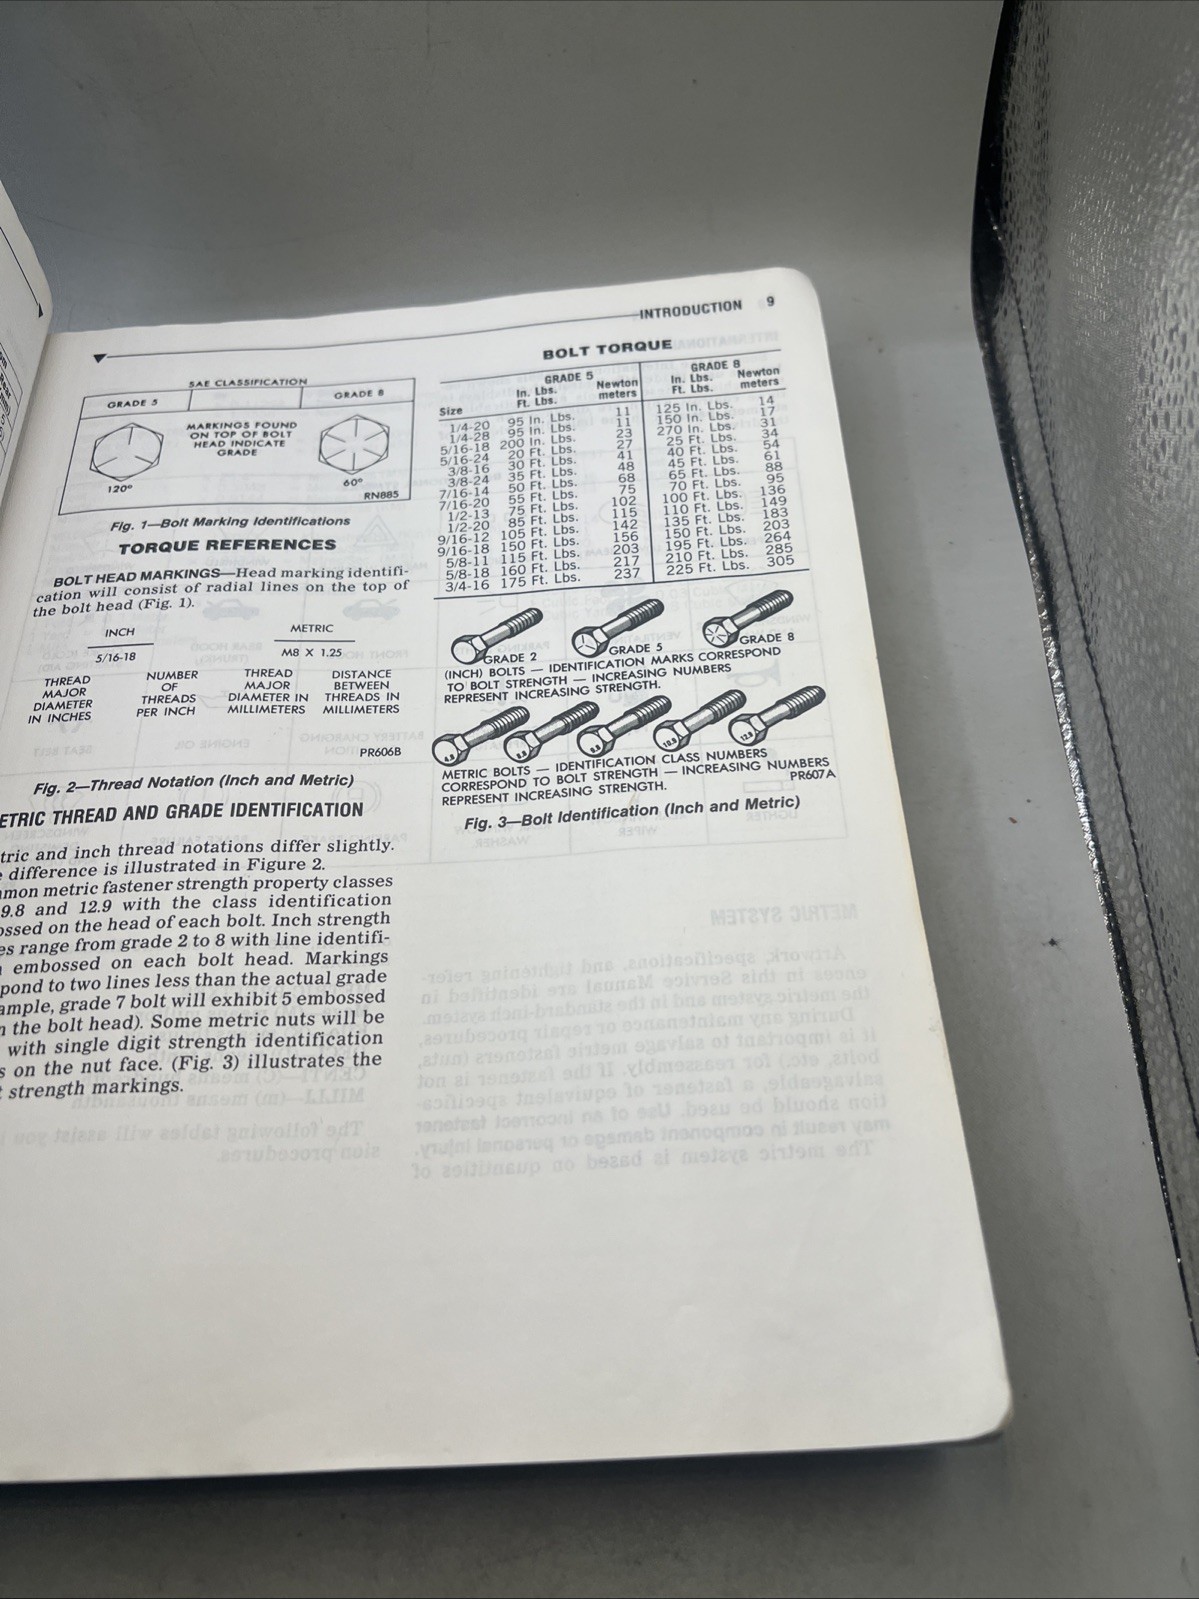 INTRODUCTION 9
SAE CLASSIFICATION
GRADE 5
GRADE 8
MARKINGS FOUND
ON TOP OF BOLT
HEAD INDICATE
GRADE
120°
60°
RN885
Fig. 1—Bolt Marking Identifications
TORQUE REFERENCES
BOLT HEAD MARKINGS—Head marking identifi-
cation will consist of radial lines on the top of
the bolt head (Fig. 1).
INCH METRIC
5/16-18 M8 X 1.25
THREAD MAJOR DIAMETER IN INCHES
NUMBER OF THREADS PER INCH
THREAD MAJOR DIAMETER IN MILLIMETERS
DISTANCE BETWEEN THREADS IN MILLIMETERS
PR606B
Fig. 2—Thread Notation (Inch and Metric)
ETRIC THREAD AND GRADE IDENTIFICATION
tric and inch thread notations differ slightly.
e difference is illustrated in Figure 2.
mmon metric fastener strength property classes
9.8 and 12.9 with the class identification
ossed on the head of each bolt. Inch strength
es range from grade 2 to 8 with line identifi-
n embossed on each bolt head. Markings
pond to two lines less than the actual grade
ample, grade 7 bolt will exhibit 5 embossed
n the bolt head). Some metric nuts will be
with single digit strength identification
s on the nut face. (Fig. 3) illustrates the
t strength markings.
BOLT TORQUE
GRADE 5 GRADE 8
Size In. Lbs. Ft. Lbs. Newton meters In. Lbs. Ft. Lbs. Newton meters
1/4-20 95 In. Lbs. 11 125 In. Lbs. 14
1/4-28 95 In. Lbs. 11 150 In. Lbs. 17
5/16-18 200 In. Lbs. 23 270 In. Lbs. 31
5/16-24 20 Ft. Lbs. 27 25 Ft. Lbs. 34
3/8-16 30 Ft. Lbs. 41 40 Ft. Lbs. 54
3/8-24 35 Ft. Lbs. 48 45 Ft. Lbs. 61
7/16-14 50 Ft. Lbs. 68 65 Ft. Lbs. 88
7/16-20 55 Ft. Lbs. 75 70 Ft. Lbs. 95
1/2-13 75 Ft. Lbs. 102 100 Ft. Lbs. 136
1/2-20 85 Ft. Lbs. 115 110 Ft. Lbs. 149
9/16-12 105 Ft. Lbs. 142 135 Ft. Lbs. 183
9/16-18 150 Ft. Lbs. 156 150 Ft. Lbs. 203
5/8-11 115 Ft. Lbs. 203 195 Ft. Lbs. 264
5/8-18 160 Ft. Lbs. 217 210 Ft. Lbs. 285
3/4-16 175 Ft. Lbs. 237 225 Ft. Lbs. 305
GRADE 2 GRADE 5 GRADE 8
(INCH) BOLTS — IDENTIFICATION MARKS CORRESPOND
TO BOLT STRENGTH — INCREASING NUMBERS
REPRESENT INCREASING STRENGTH.
METRIC BOLTS — IDENTIFICATION CLASS NUMBERS
CORRESPOND TO BOLT STRENGTH — INCREASING NUMBERS
REPRESENT INCREASING STRENGTH.
PR607A
Fig. 3—Bolt Identification (Inch and Metric)